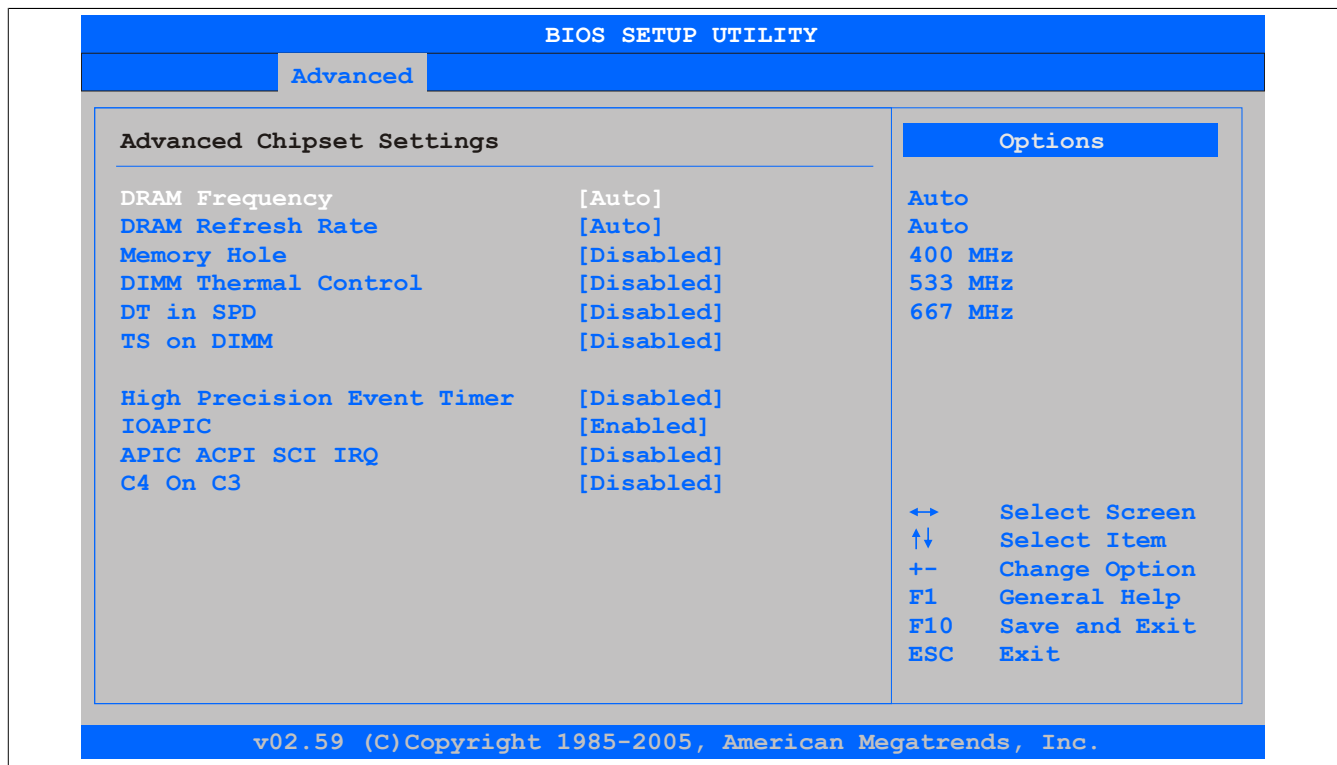 BIOS SETUP UTILITY
Advanced
Advanced Chipset Settings
DRAM Frequency [Auto]
DRAM Refresh Rate [Auto]
Memory Hole [Disabled]
DIMM Thermal Control [Disabled]
DT in SPD [Disabled]
TS on DIMM [Disabled]
High Precision Event Timer [Disabled]
IOAPIC [Enabled]
APIC ACPI SCI IRQ [Disabled]
C4 On C3 [Disabled]
Options
Auto
Auto
400 MHz
533 MHz
667 MHz
←→ Select Screen
↑↓ Select Item
+- Change Option
F1 General Help
F10 Save and Exit
ESC Exit
v02.59 (C)Copyright 1985-2005, American Megatrends, Inc.